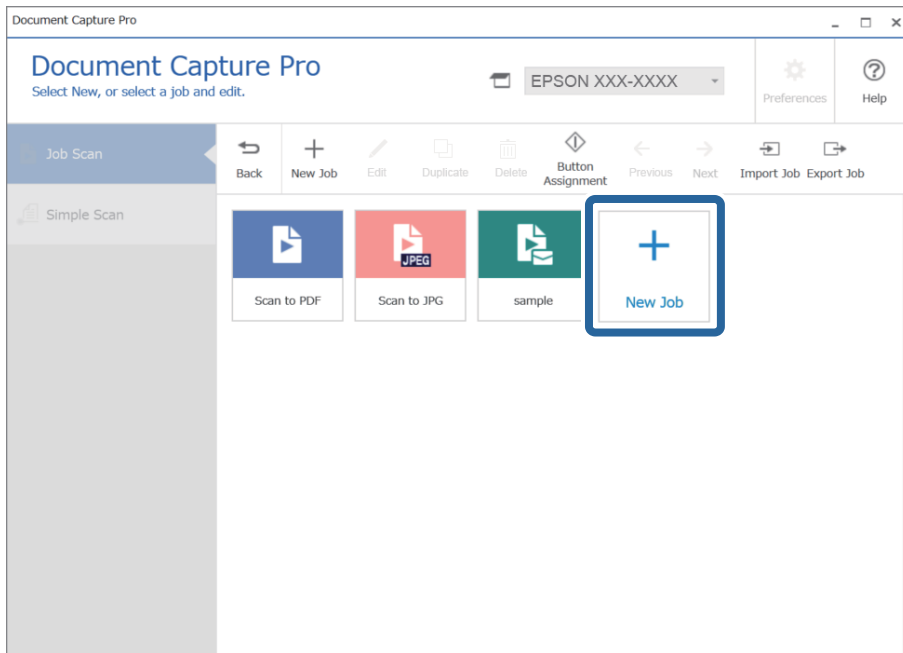 Document Capture Pro
Document Capture Pro
Select New, or select a job and edit.
EPSON XXX-XXXX
Preferences
Help
Job Scan
Simple Scan
Back
New Job
Edit
Duplicate
Delete
Button
Assignment
Previous
Next
Import Job
Export Job
Scan to PDF
JPEG
Scan to JPG
sample
New Job